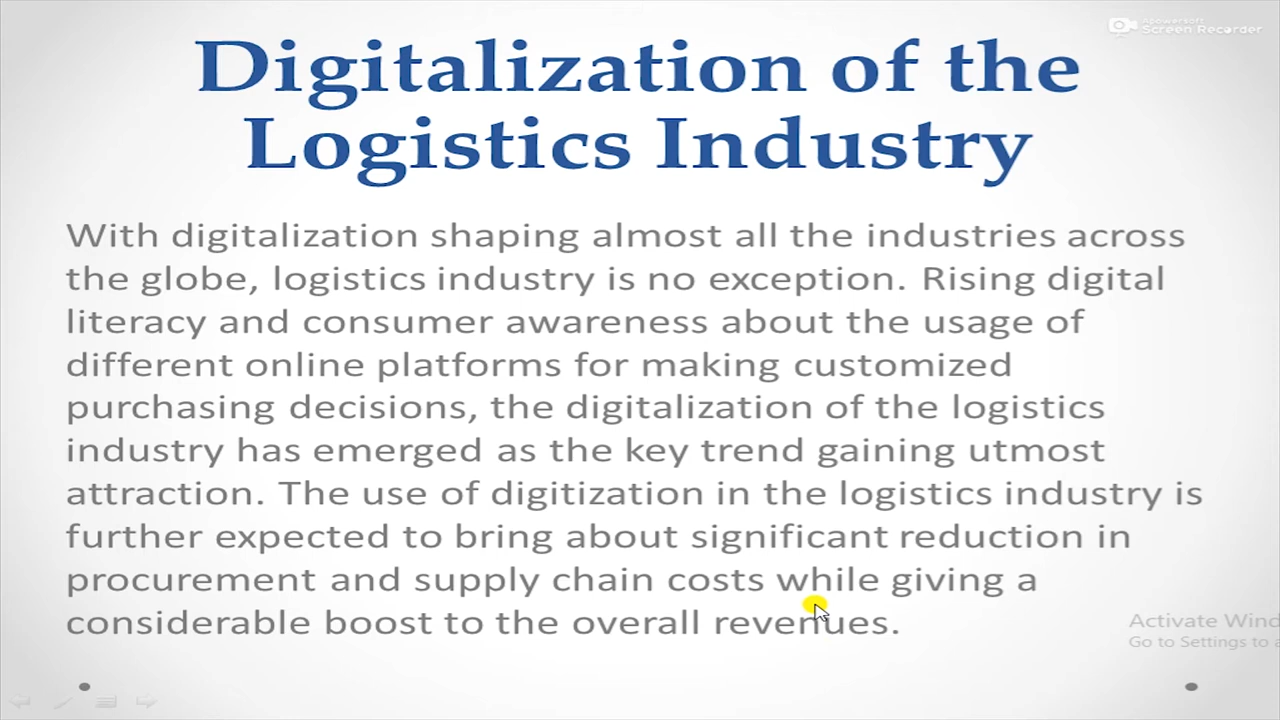 Apowersoft
Screen Recorder
Digitalization of the
Logistics Industry
With digitalization shaping almost all the industries across
the globe, logistics industry is no exception. Rising digital
literacy and consumer awareness about the usage of
different online platforms for making customized
purchasing decisions, the digitalization of the logistics
industry has emerged as the key trend gaining utmost
attraction. The use of digitization in the logistics industry is
further expected to bring about significant reduction in
procurement and supply chain costs while giving a
considerable boost to the overall revenues.
Activate Wind
Go to Settings to a